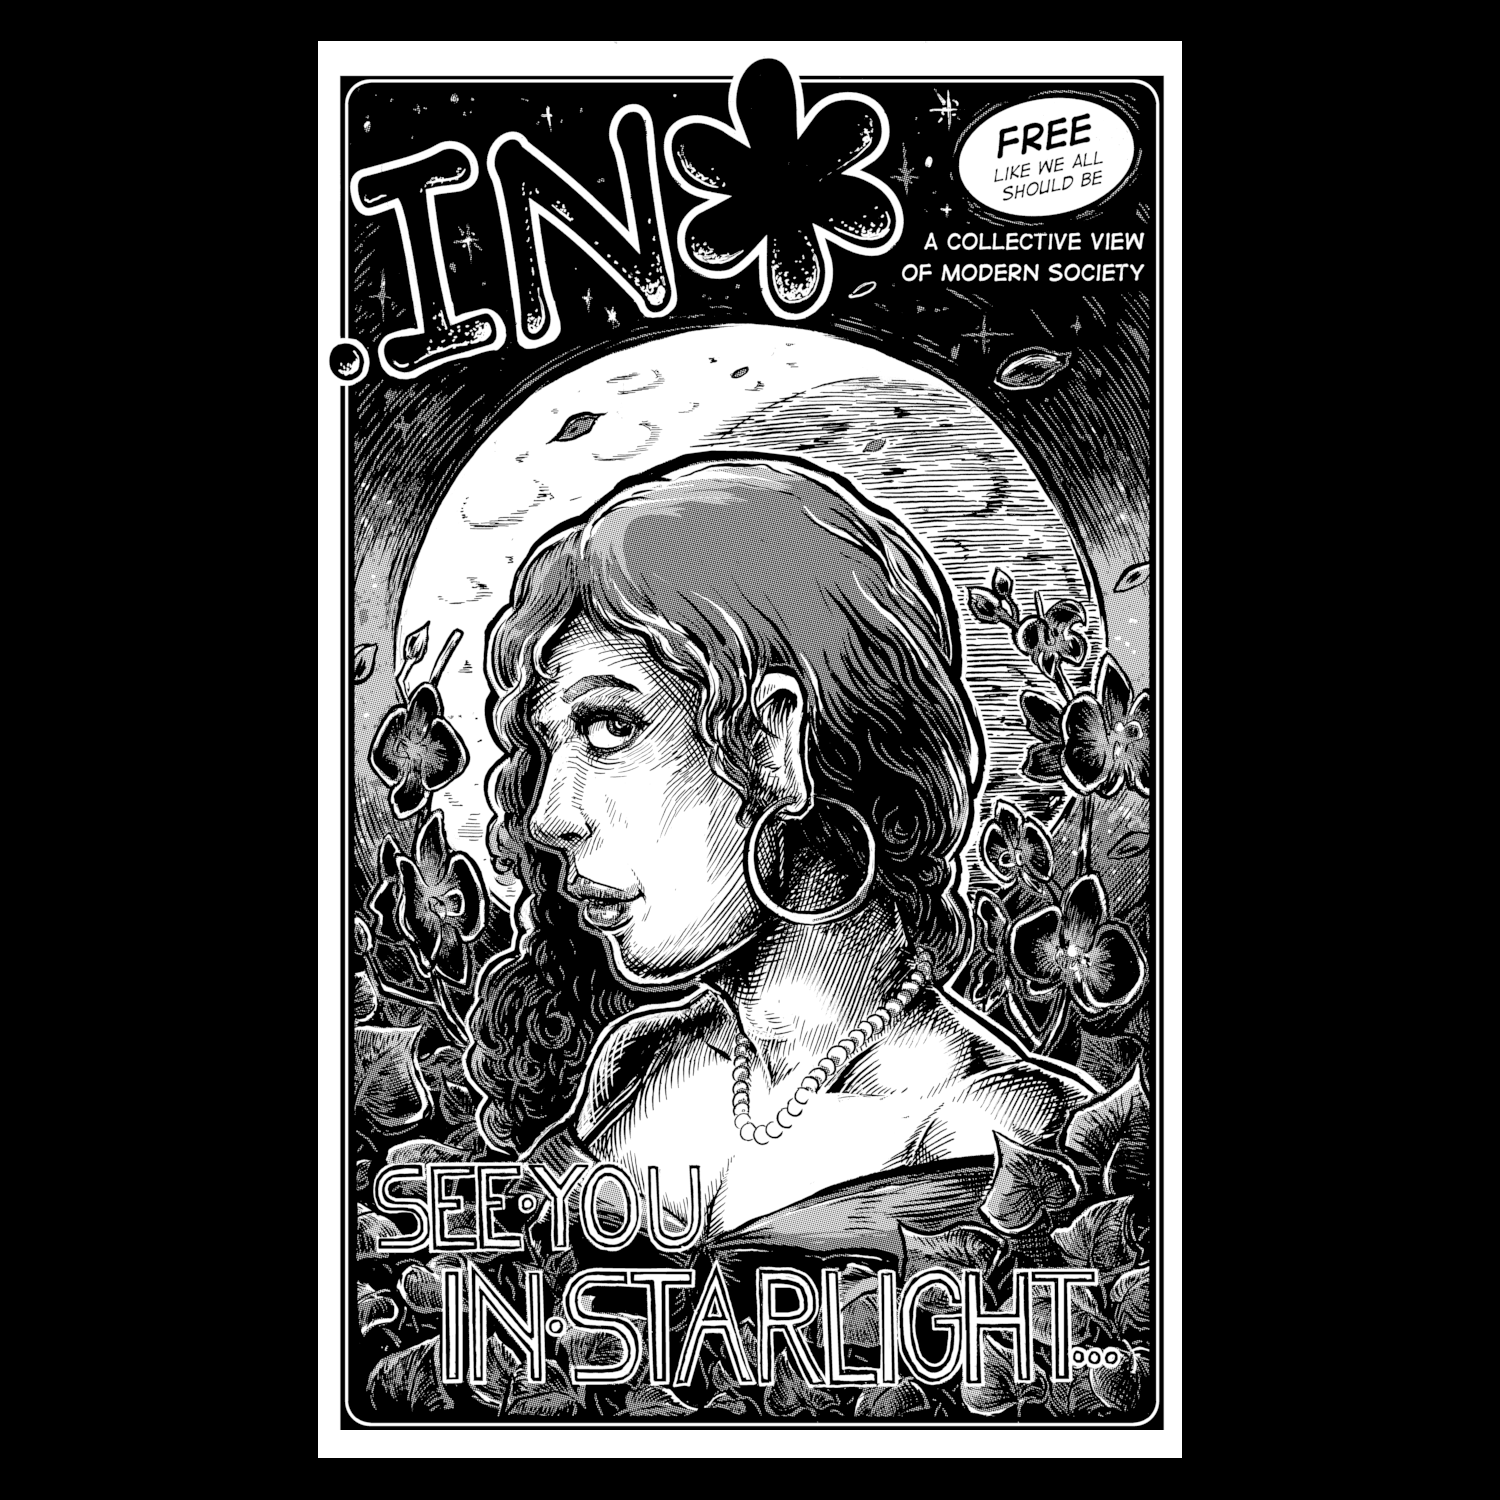 .IN*
FREE
LIKE WE ALL
SHOULD BE
A COLLECTIVE VIEW
OF MODERN SOCIETY
SEE•YOU
IN•STARLIGHT...